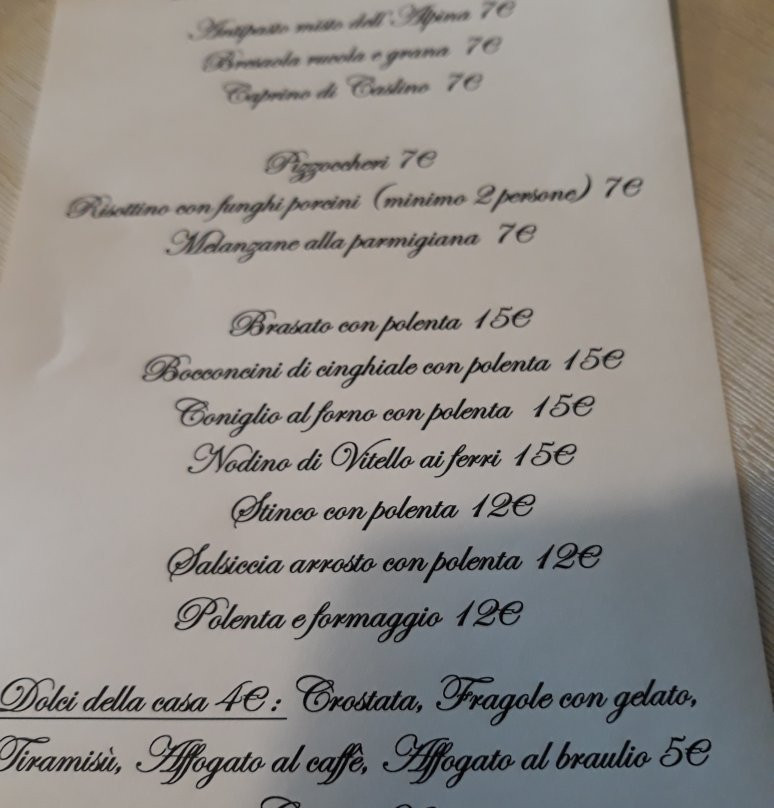 Antipasto misto dell'Alpina 7€
Bresaola rucola e grana 7€
Caprino di Caslino 7€
Pizzoccheri 7€
Risottino con funghi porcini (minimo 2 persone) 7€
Melanzane alla parmigiana 7€
Brasato con polenta 15€
Bocconcini di cinghiale con polenta 15€
Coniglio al forno con polenta 15€
Nodino di Vitello ai ferri 15€
Stinco con polenta 12€
Salsiccia arrosto con polenta 12€
Polenta e formaggio 12€
Dolci della casa 4€: Crostata, Fragole con gelato,
Tiramisù, Affogato al caffè, Affogato al braulio 5€